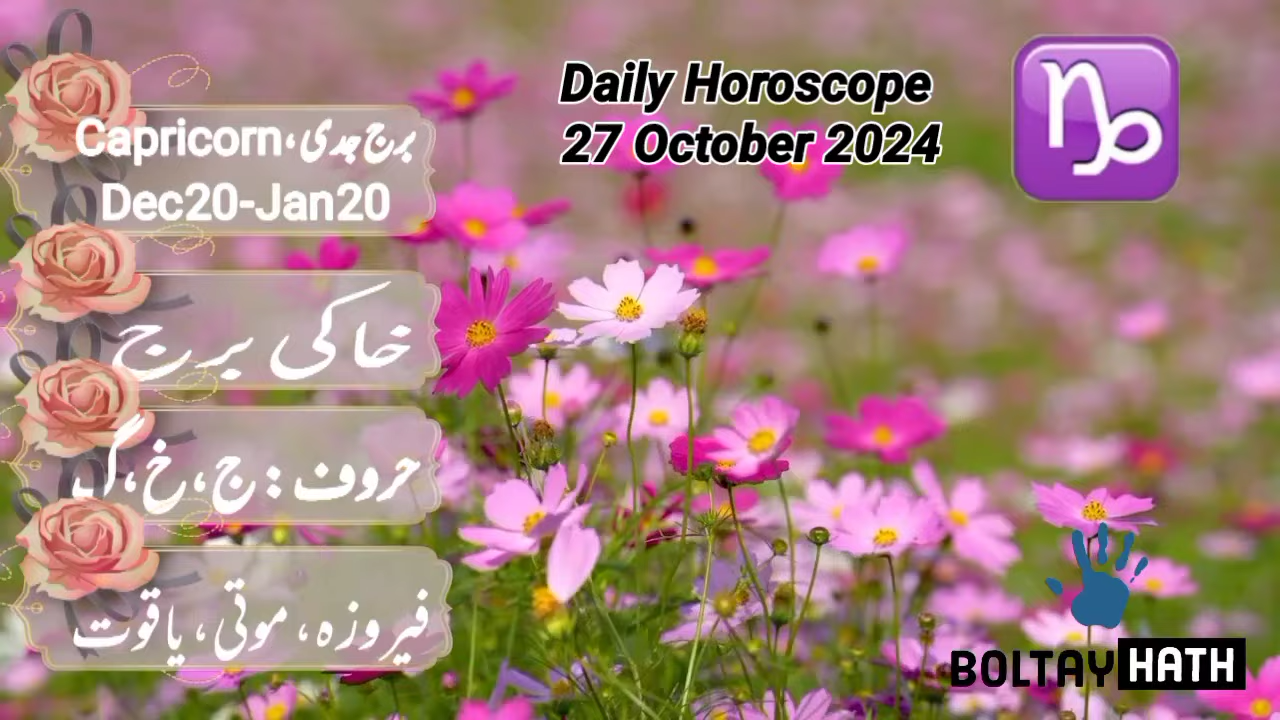 Daily Horoscope
27 October 2024
Capricorn،برج جدی
Dec20-Jan20
خاکی برج
حروف : ج، خ، گ
فیروزہ، موتی، یاقوت
BOLTAY HATH